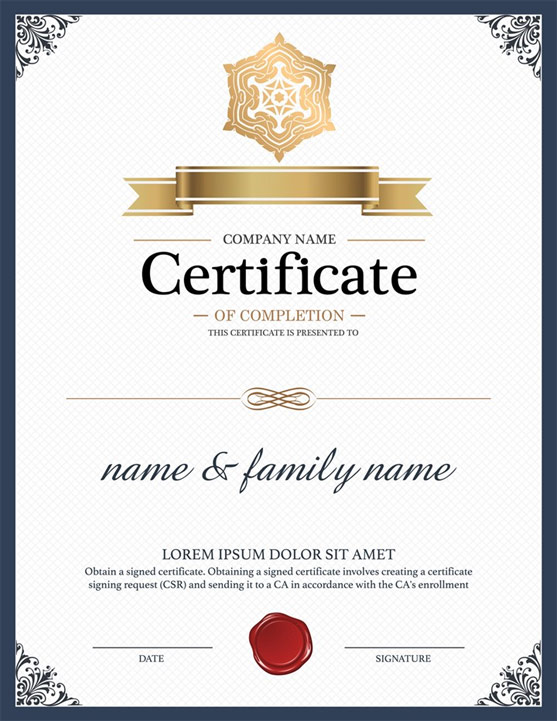 COMPANY NAME
Certificate
OF COMPLETION
THIS CERTIFICATE IS PRESENTED TO
name & family name
LOREM IPSUM DOLOR SIT AMET
Obtain a signed certificate. Obtaining a signed certificate involves creating a certificate
signing request (CSR) and sending it to a CA in accordance with the CA's enrollment
DATE
SIGNATURE